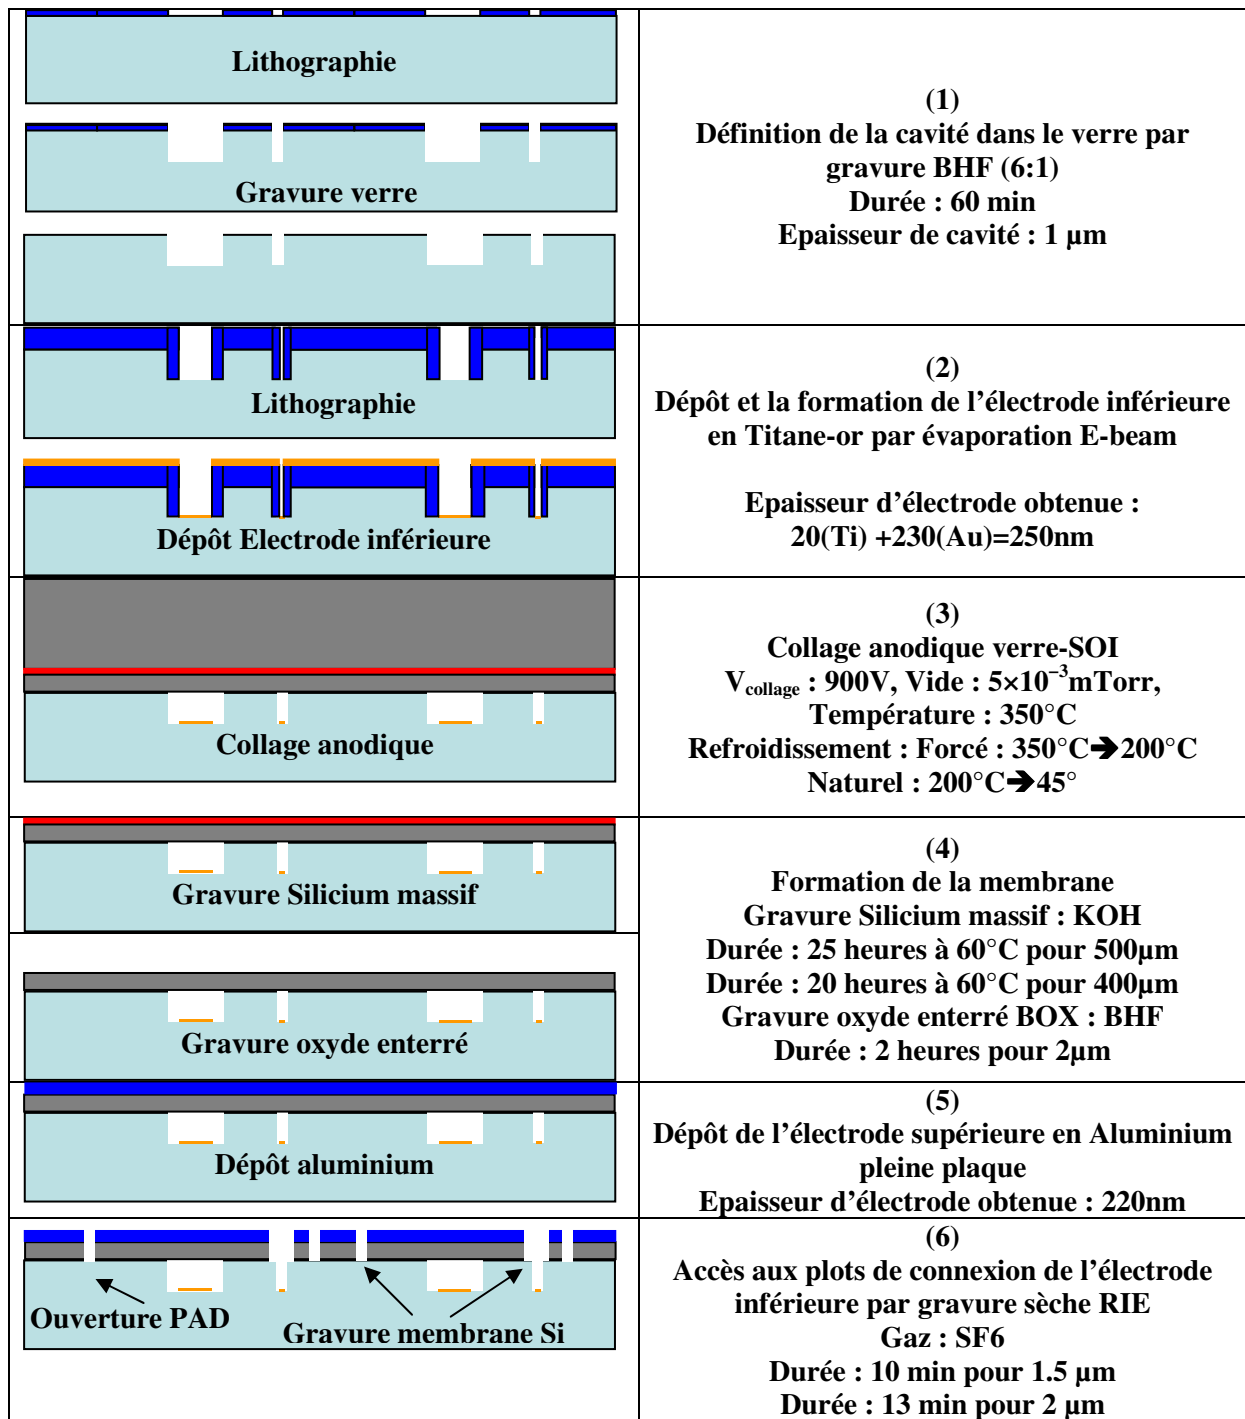 Lithographie
Gravure verre
(1)
Définition de la cavité dans le verre par
gravure BHF (6:1)
Durée : 60 min
Epaisseur de cavité : 1 µm
Lithographie
Dépôt Electrode inférieure
(2)
Dépôt et la formation de l’électrode inférieure
en Titane-or par évaporation E-beam
Epaisseur d’électrode obtenue :
20(Ti) +230(Au)=250nm
Collage anodique
(3)
Collage anodique verre-SOI
Vcollage : 900V, Vide : 5×10⁻³mTorr,
Température : 350°C
Refroidissement : Forcé : 350°C➔200°C
Naturel : 200°C➔45°
Gravure Silicium massif
Gravure oxyde enterré
(4)
Formation de la membrane
Gravure Silicium massif : KOH
Durée : 25 heures à 60°C pour 500µm
Durée : 20 heures à 60°C pour 400µm
Gravure oxyde enterré BOX : BHF
Durée : 2 heures pour 2µm
Dépôt aluminium
(5)
Dépôt de l’électrode supérieure en Aluminium
pleine plaque
Epaisseur d’électrode obtenue : 220nm
Ouverture PAD
Gravure membrane Si
(6)
Accès aux plots de connexion de l’électrode
inférieure par gravure sèche RIE
Gaz : SF6
Durée : 10 min pour 1.5 µm
Durée : 13 min pour 2 µm